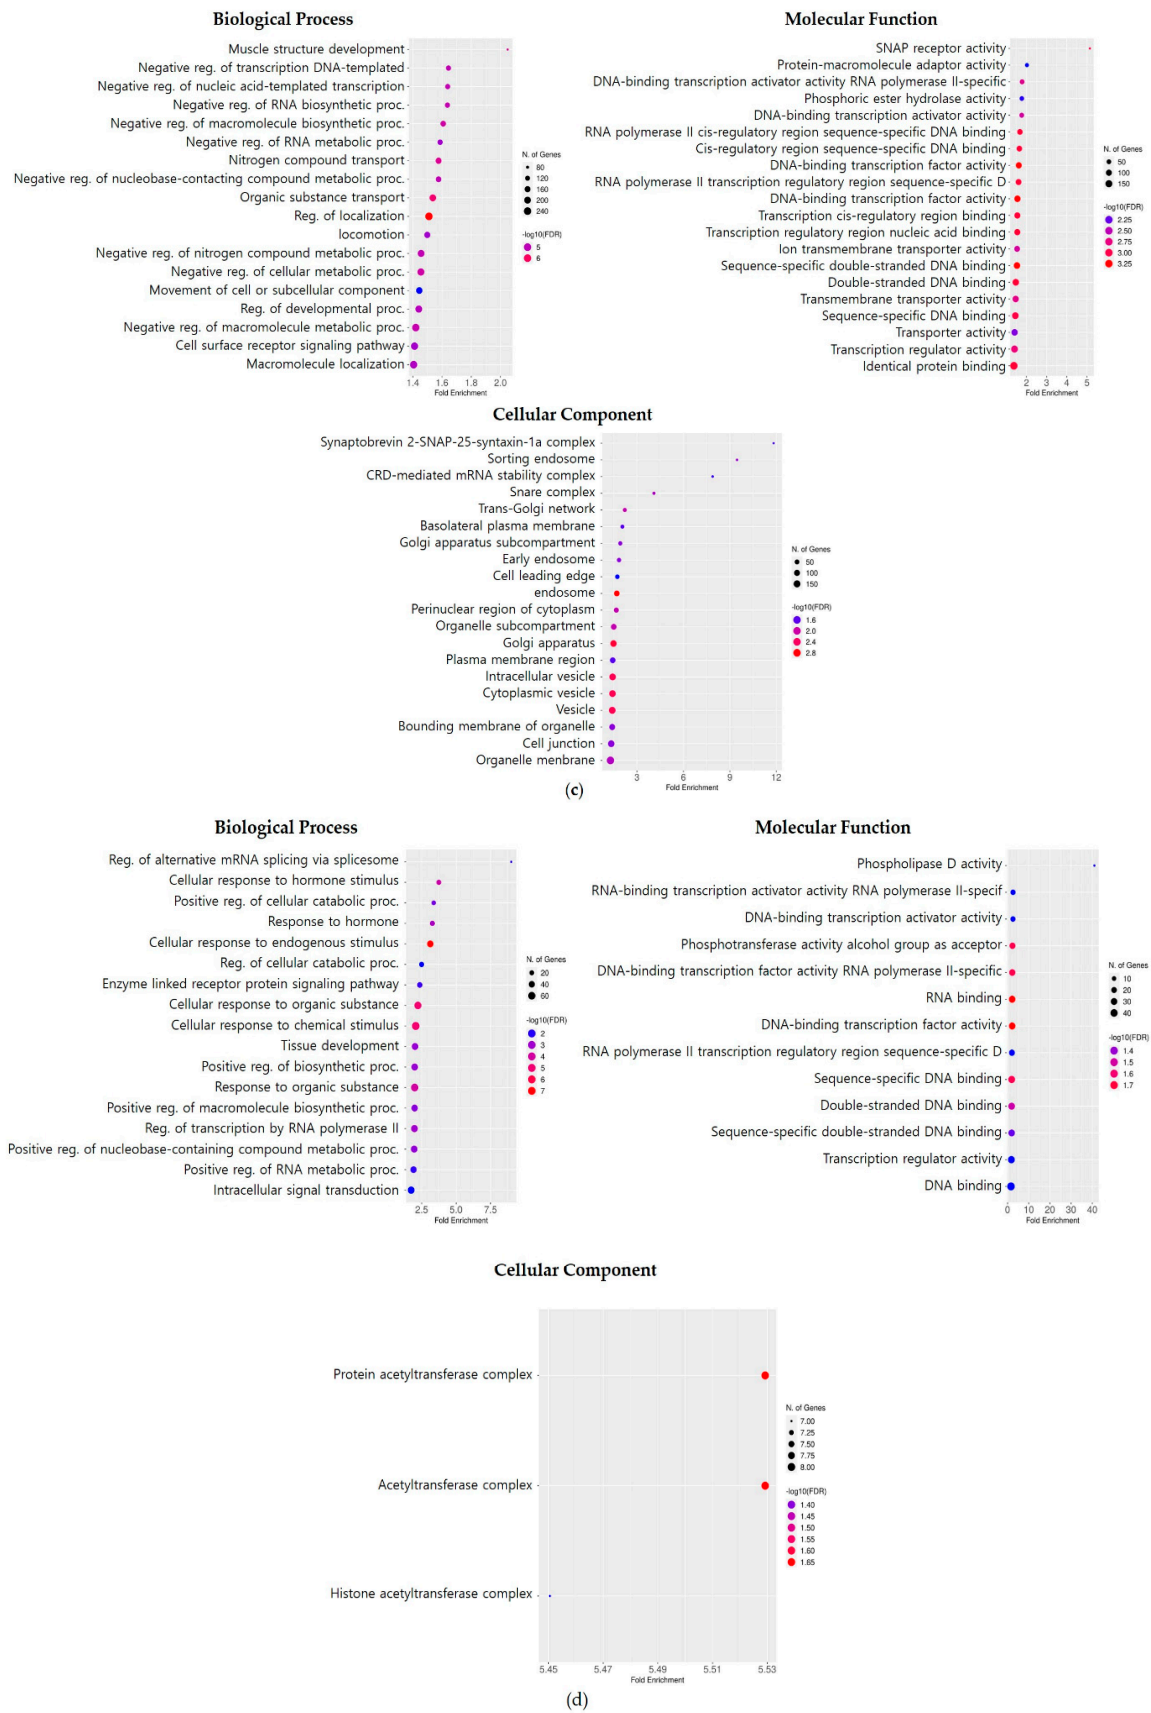 Biological Process
Muscle structure development
Negative reg. of transcription DNA-templated
Negative reg. of nucleic acid-templated transcription
Negative reg. of RNA biosynthetic proc.
Negative reg. of macromolecule biosynthetic proc.
Negative reg. of RNA metabolic proc.
Nitrogen compound transport
Negative reg. of nucleobase-contacting compound metabolic proc.
Organic substance transport
Reg. of localization
locomotion
Negative reg. of nitrogen compound metabolic proc.
Negative reg. of cellular metabolic proc.
Movement of cell or subcellular component
Reg. of developmental proc.
Negative reg. of macromolecule metabolic proc.
Cell surface receptor signaling pathway
Macromolecule localization
1.4 1.6 1.8 2.0
Fold Enrichment
N. of Genes
80
120
160
200
240
-log10(FDR)
5
6
Molecular Function
SNAP receptor activity
Protein-macromolecule adaptor activity
DNA-binding transcription activator activity RNA polymerase II-specific
Phosphoric ester hydrolase activity
DNA-binding transcription activator activity
RNA polymerase II cis-regulatory region sequence-specific DNA binding
Cis-regulatory region sequence-specific DNA binding
DNA-binding transcription factor activity
RNA polymerase II transcription regulatory region sequence-specific D
DNA-binding transcription factor activity
Transcription cis-regulatory region binding
Transcription regulatory region nucleic acid binding
Ion transmembrane transporter activity
Sequence-specific double-stranded DNA binding
Double-stranded DNA binding
Transmembrane transporter activity
Sequence-specific DNA binding
Transporter activity
Transcription regulator activity
Identical protein binding
2 3 4 5
Fold Enrichment
N. of Genes
50
100
150
-log10(FDR)
2.25
2.50
2.75
3.00
3.25
Cellular Component
Synaptobrevin 2-SNAP-25-syntaxin-1a complex
Sorting endosome
CRD-mediated mRNA stability complex
Snare complex
Trans-Golgi network
Basolateral plasma membrane
Golgi apparatus subcompartment
Early endosome
Cell leading edge
endosome
Perinuclear region of cytoplasm
Organelle subcompartment
Golgi apparatus
Plasma membrane region
Intracellular vesicle
Cytoplasmic vesicle
Vesicle
Bounding membrane of organelle
Cell junction
Organelle menbrane
3 6 9 12
Fold Enrichment
N. of Genes
50
100
150
-log10(FDR)
1.6
2.0
2.4
2.8
(c)
Biological Process
Reg. of alternative mRNA splicing via splicesome
Cellular response to hormone stimulus
Positive reg. of cellular catabolic proc.
Response to hormone
Cellular response to endogenous stimulus
Reg. of cellular catabolic proc.
Enzyme linked receptor protein signaling pathway
Cellular response to organic substance
Cellular response to chemical stimulus
Tissue development
Positive reg. of biosynthetic proc.
Response to organic substance
Positive reg. of macromolecule biosynthetic proc.
Reg. of transcription by RNA polymerase II
Positive reg. of nucleobase-containing compound metabolic proc.
Positive reg. of RNA metabolic proc.
Intracellular signal transduction
2.5 5.0 7.5
Fold Enrichment
N. of Genes
20
40
60
-log10(FDR)
2
3
4
5
6
7
Molecular Function
Phospholipase D activity
RNA-binding transcription activator activity RNA polymerase II-specif
DNA-binding transcription activator activity
Phosphotransferase activity alcohol group as acceptor
DNA-binding transcription factor activity RNA polymerase II-specific
RNA binding
DNA-binding transcription factor activity
RNA polymerase II transcription regulatory region sequence-specific D
Sequence-specific DNA binding
Double-stranded DNA binding
Sequence-specific double-stranded DNA binding
Transcription regulator activity
DNA binding
0 10 20 30 40
Fold Enrichment
N. of Genes
10
20
30
40
-log10(FDR)
1.4
1.5
1.6
1.7
Cellular Component
Protein acetyltransferase complex
Acetyltransferase complex
Histone acetyltransferase complex
5.45 5.47 5.49 5.51 5.53
Fold Enrichment
N. of Genes
7.00
7.25
7.50
7.75
8.00
-log10(FDR)
1.40
1.45
1.50
1.55
1.60
1.65
(d)